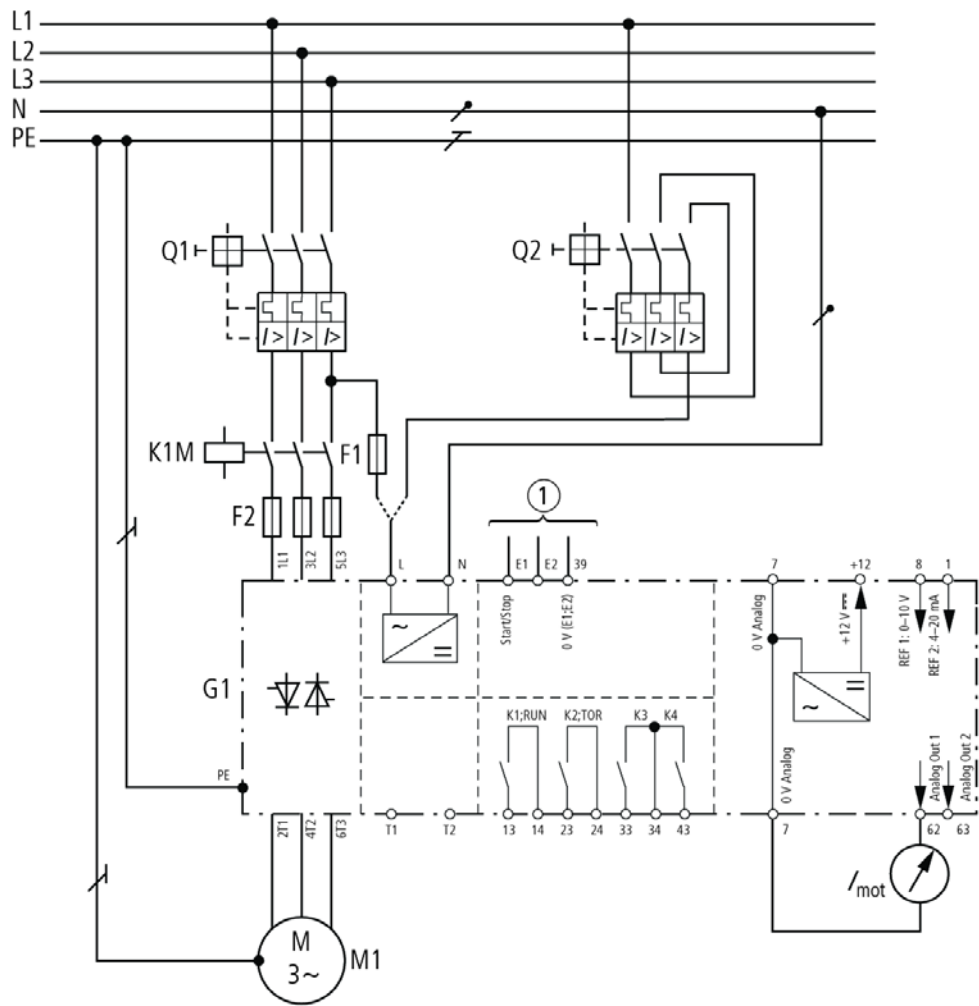 L1
L2
L3
N
PE
Q1
Q2
I> I> I>
I> I> I>
K1M
F1
F2
1
1L1
3L2
5L3
L
N
E1
E2
39
7
+12
8
1
Start/Stop
0 V (E1;E2)
0 V Analog
+12 V
REF 1: 0–10 V
REF 2: 4–20 mA
~
=
G1
~
=
K1;RUN
K2;TOR
K3
K4
PE
0 V Analog
Analog Out 1
Analog Out 2
2T1
4T2
6T3
T1
T2
13
14
23
24
33
34
43
7
62
63
Imot
M
3~
M1